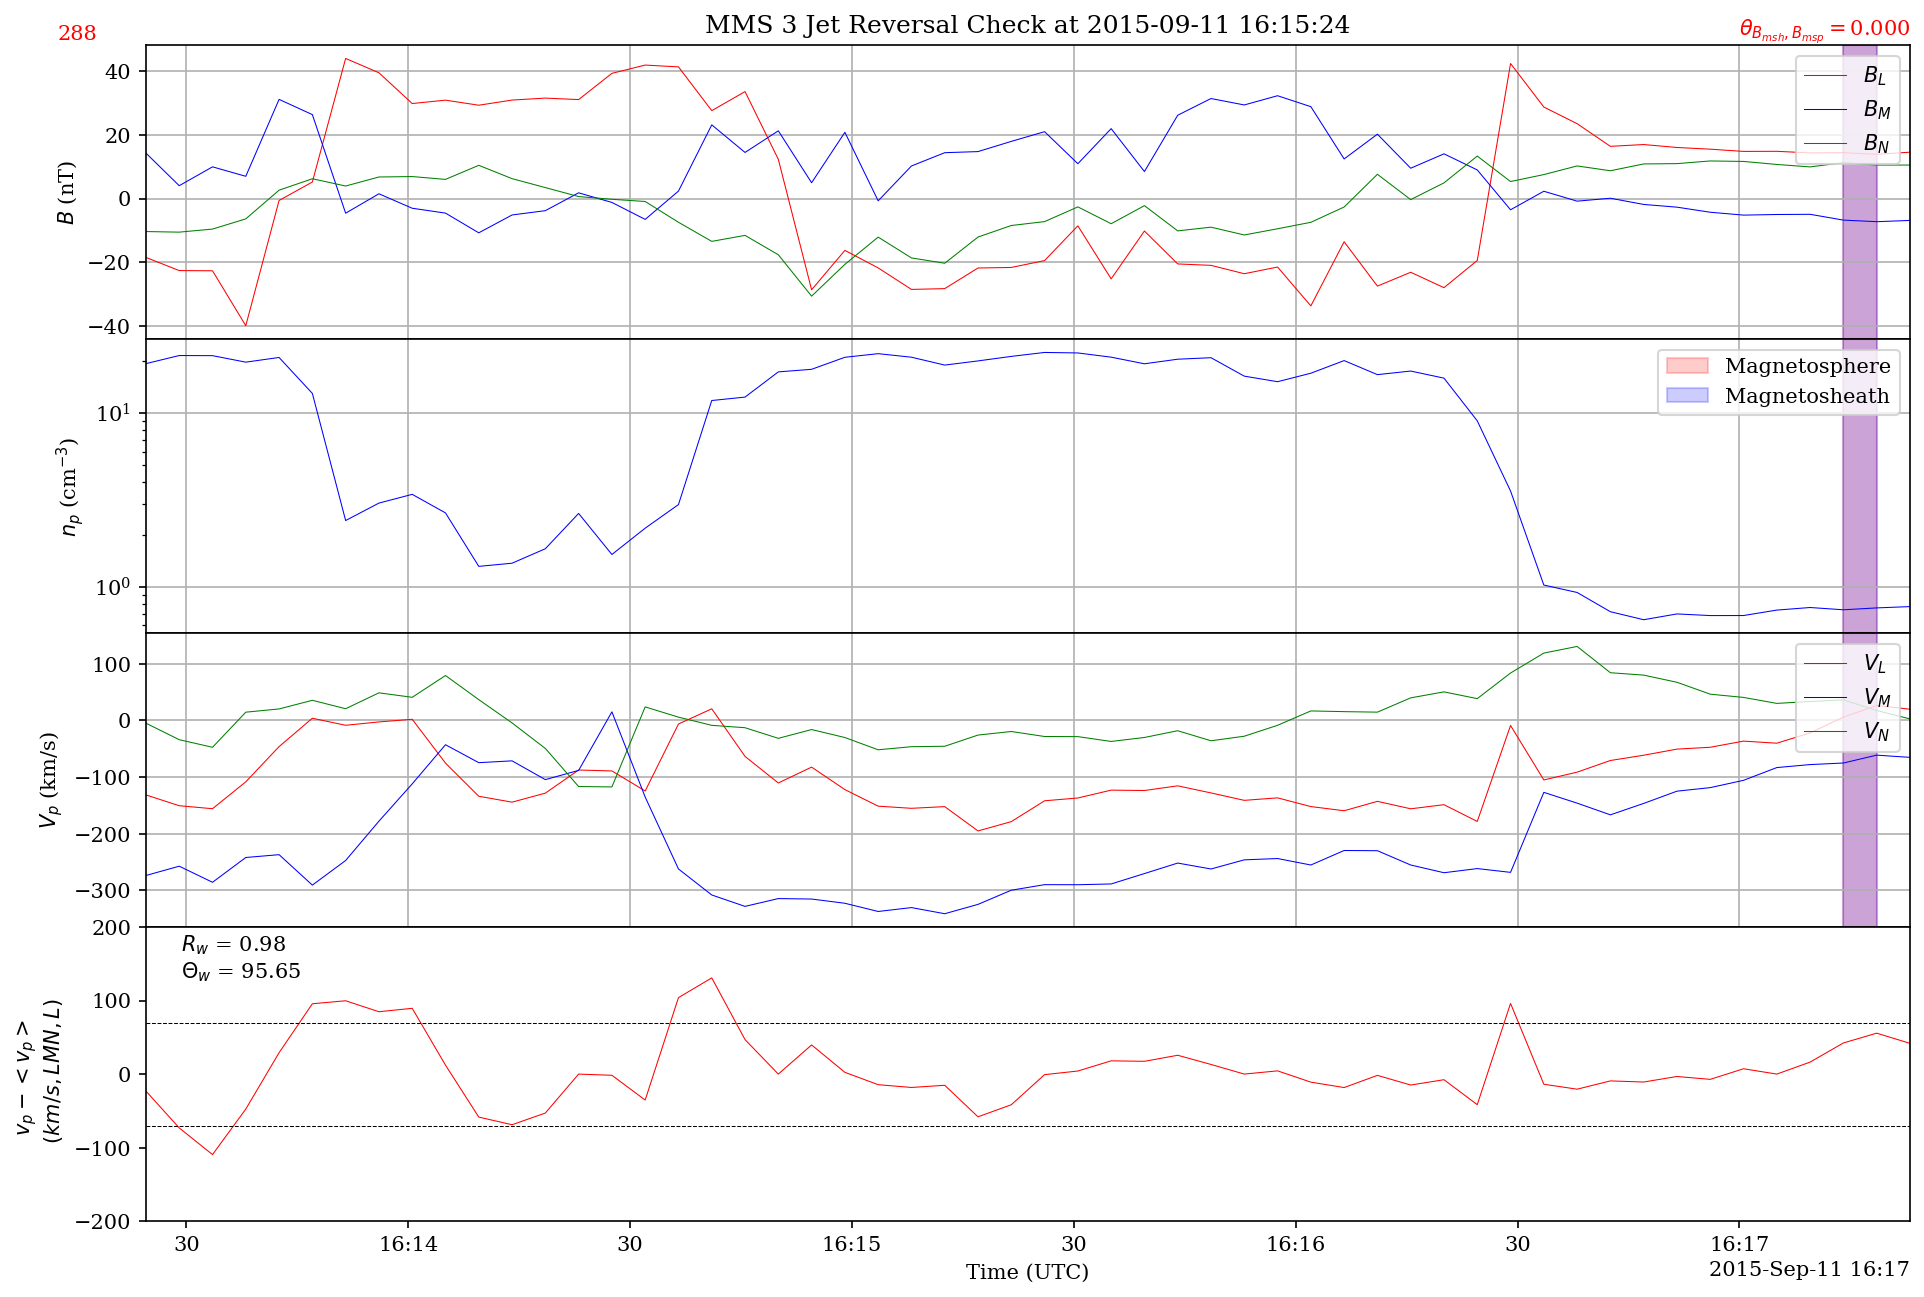 288
MMS 3 Jet Reversal Check at 2015-09-11 16:15:24
θ_{B_{msh}, B_{msp}} = 0.000
40
20
0
−20
−40
B (nT)
B_L
B_M
B_N
10^1
10^0
n_p (cm^{−3})
Magnetosphere
Magnetosheath
100
0
−100
−200
−300
V_p (km/s)
V_L
V_M
V_N
200
100
0
−100
−200
v_p − <v_p>
(km/s, LMN, L)
R_w = 0.98
Θ_w = 95.65
30
16:14
30
16:15
30
16:16
30
16:17
Time (UTC)
2015-Sep-11 16:17